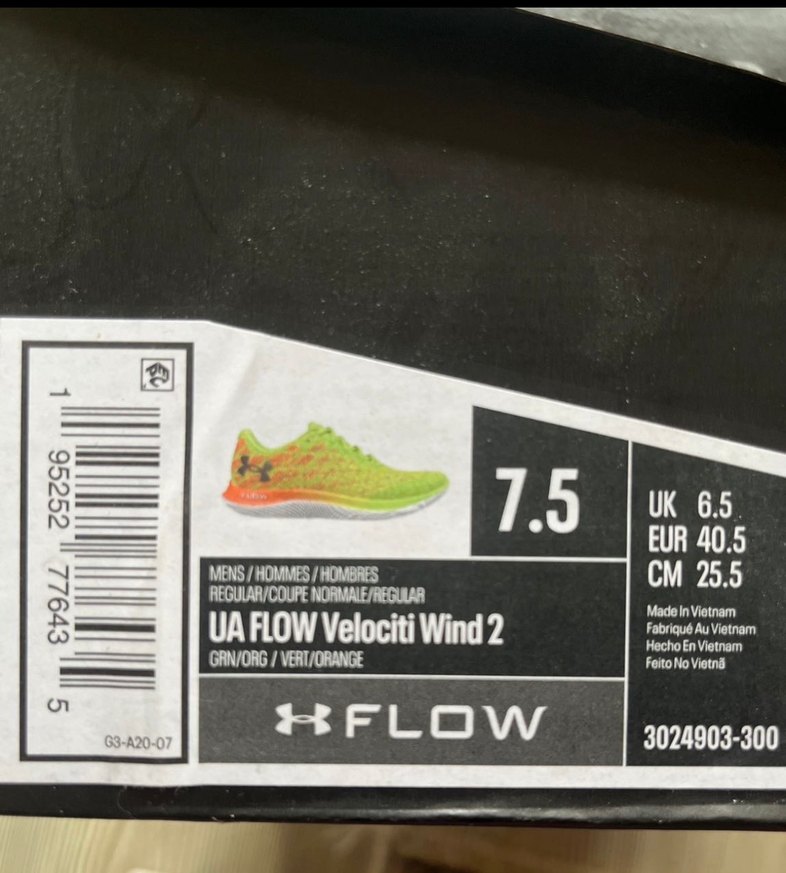 1 95252 77643 5
G3-A20-07
7.5
MENS / HOMMES / HOMBRES
REGULAR/COUPE NORMALE/REGULAR
UA FLOW Velociti Wind 2
GRN/ORG / VERT/ORANGE
FLOW
UK 6.5
EUR 40.5
CM 25.5
Made In Vietnam
Fabriqué Au Vietnam
Hecho En Vietnam
Feito No Vietnã
3024903-300